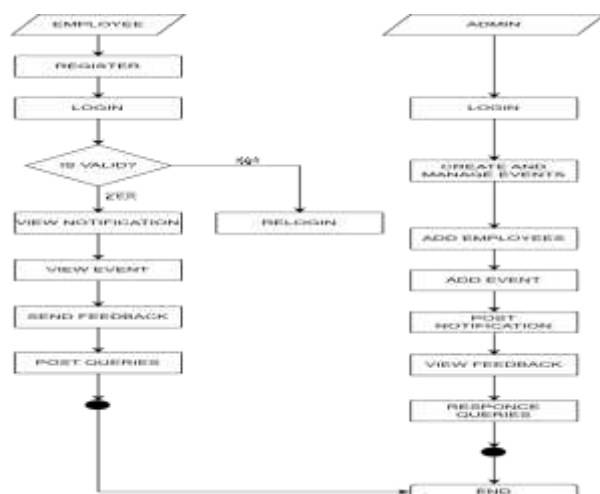 EMPLOYEE
REGISTER
LOGIN
IS VALID?
VIEW NOTIFICATION
RELOGIN
VIEW EVENT
SEND FEEDBACK
POST QUERIES
ADMIN
LOGIN
CREATE AND
MANAGE EVENTS
ADD EMPLOYEES
ADD EVENT
POST
NOTIFICATION
VIEW FEEDBACK
RESPONCE
QUERIES
END